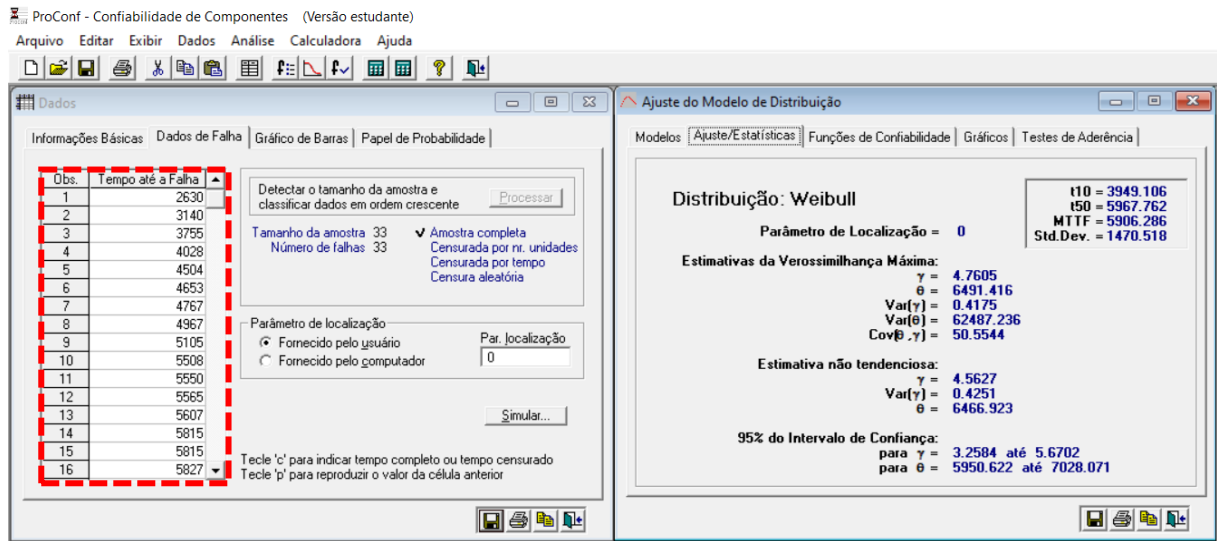 ProConf - Confiabilidade de Componentes (Versão estudante)
Arquivo Editar Exibir Dados Análise Calculadora Ajuda
Dados
Informações Básicas Dados de Falha Gráfico de Barras Papel de Probabilidade
Obs. Tempo até a Falha
1 2630
2 3140
3 3755
4 4028
5 4504
6 4653
7 4767
8 4967
9 5105
10 5508
11 5550
12 5565
13 5607
14 5815
15 5815
16 5827
Detectar o tamanho da amostra e
classificar dados em ordem crescente
Processar
Tamanho da amostra 33
Número de falhas 33
Amostra completa
Censurada por nr. unidades
Censurada por tempo
Censura aleatória
Parâmetro de localização
Fornecido pelo usuário
Fornecido pelo computador
Par. localização
0
Simular...
Tecle 'c' para indicar tempo completo ou tempo censurado
Tecle 'p' para reproduzir o valor da célula anterior
Ajuste do Modelo de Distribuição
Modelos Ajuste/Estatísticas Funções de Confiabilidade Gráficos Testes de Aderência
Distribuição: Weibull
t10 = 3949.106
t50 = 5967.762
MTTF = 5906.286
Std.Dev. = 1470.518
Parâmetro de Localização = 0
Estimativas da Verossimilhança Máxima:
γ = 4.7605
θ = 6491.416
Var(γ) = 0.4175
Var(θ) = 62487.236
Cov(θ ,γ) = 50.5544
Estimativa não tendenciosa:
γ = 4.5627
Var(γ) = 0.4251
θ = 6466.923
95% do Intervalo de Confiança:
para γ = 3.2584 até 5.6702
para θ = 5950.622 até 7028.071